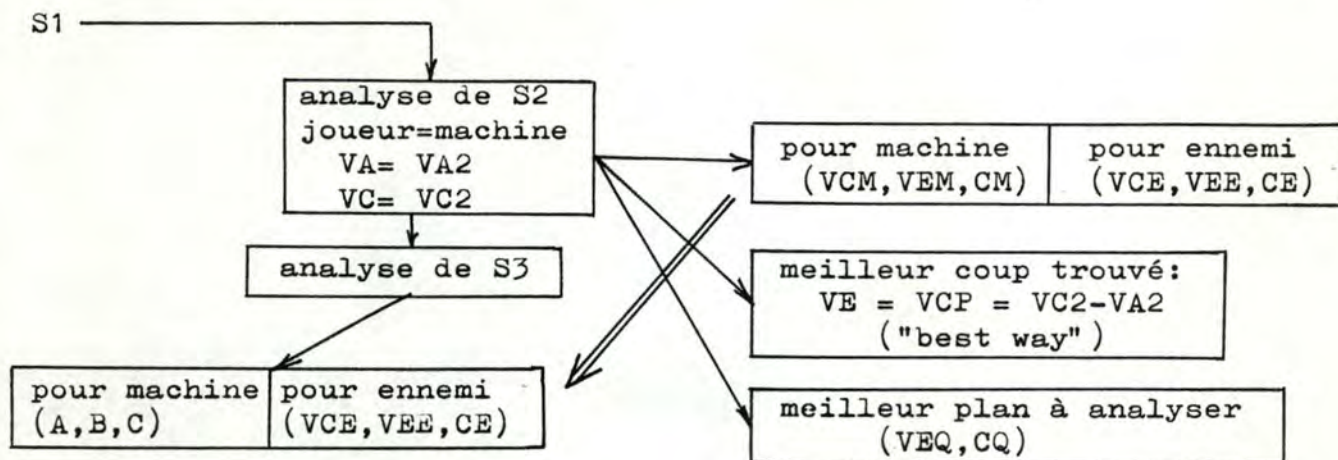 S1
analyse de S2
joueur=machine
VA= VA2
VC= VC2
pour machine
(VCM,VEM,CM)
pour ennemi
(VCE,VEE,CE)
analyse de S3
meilleur coup trouvé:
VE = VCP = VC2-VA2
("best way")
pour machine
(A,B,C)
pour ennemi
(VCE,VEE,CE)
meilleur plan à analyser
(VEQ,CQ)